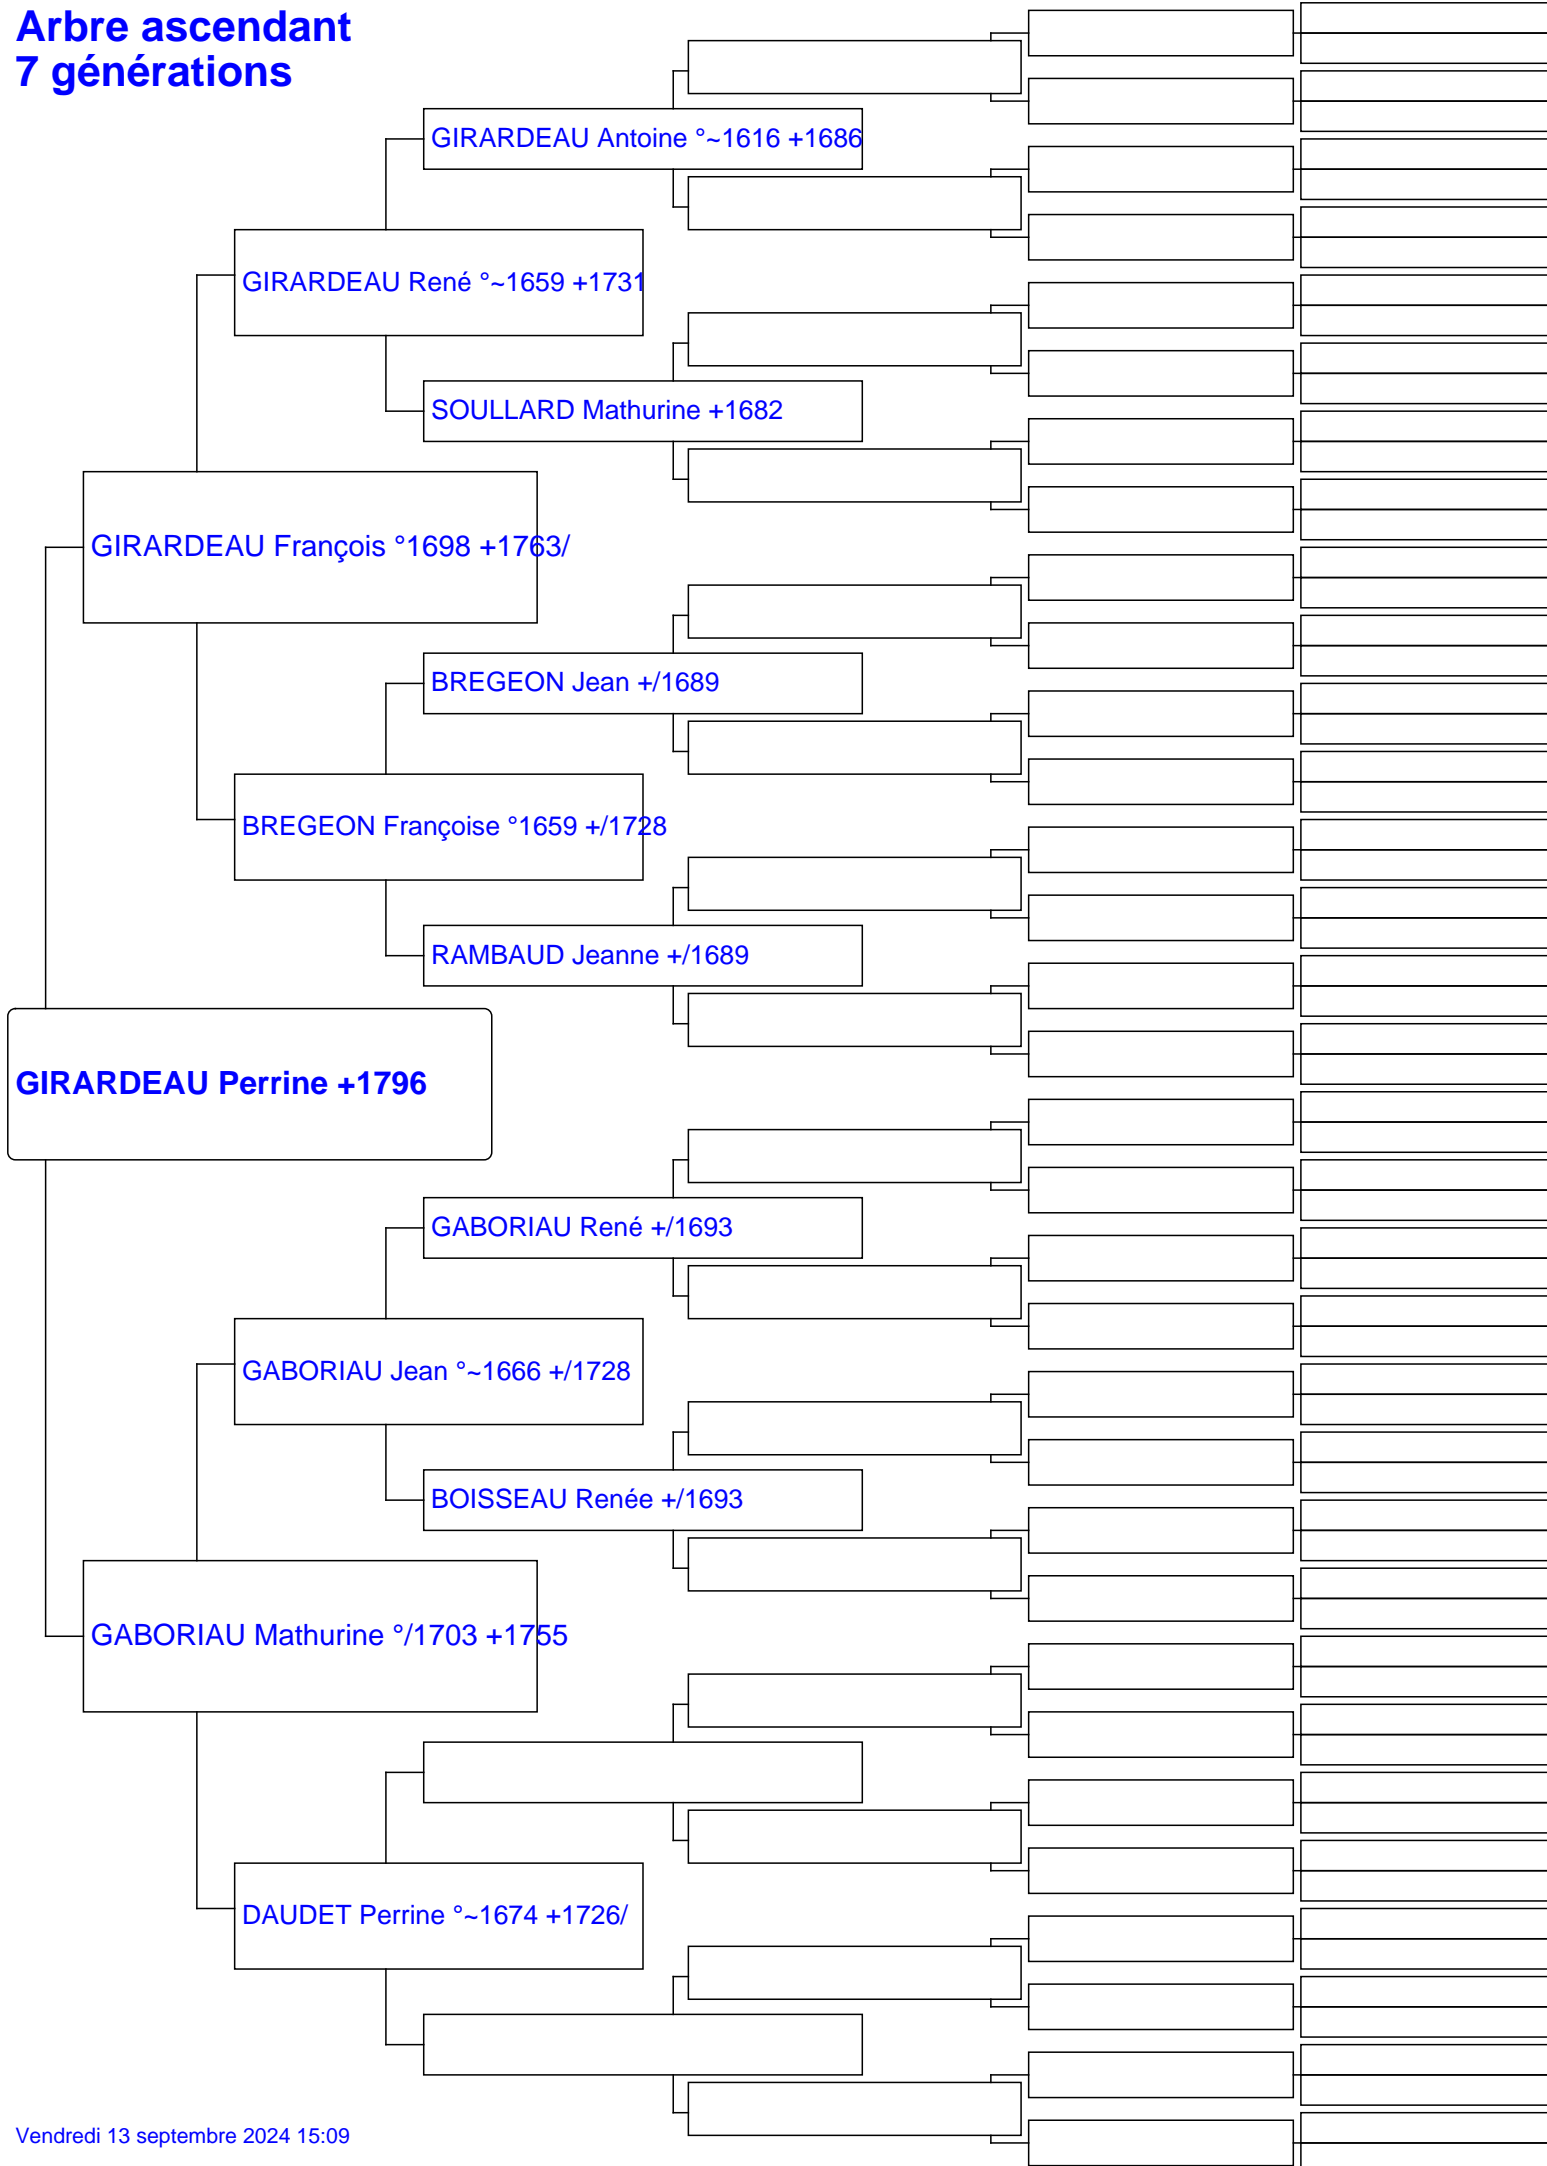 Arbre ascendant
7 générations
GIRARDEAU Antoine °~1616 +1686
GIRARDEAU René °~1659 +1731
SOULLARD Mathurine +1682
GIRARDEAU François °1698 +1763/
BREGEON Jean +/1689
BREGEON Françoise °1659 +/1728
RAMBAUD Jeanne +/1689
GIRARDEAU Perrine +1796
GABORIAU René +/1693
GABORIAU Jean °~1666 +/1728
BOISSEAU Renée +/1693
GABORIAU Mathurine °/1703 +1755
DAUDET Perrine °~1674 +1726/
Vendredi 13 septembre 2024 15:09